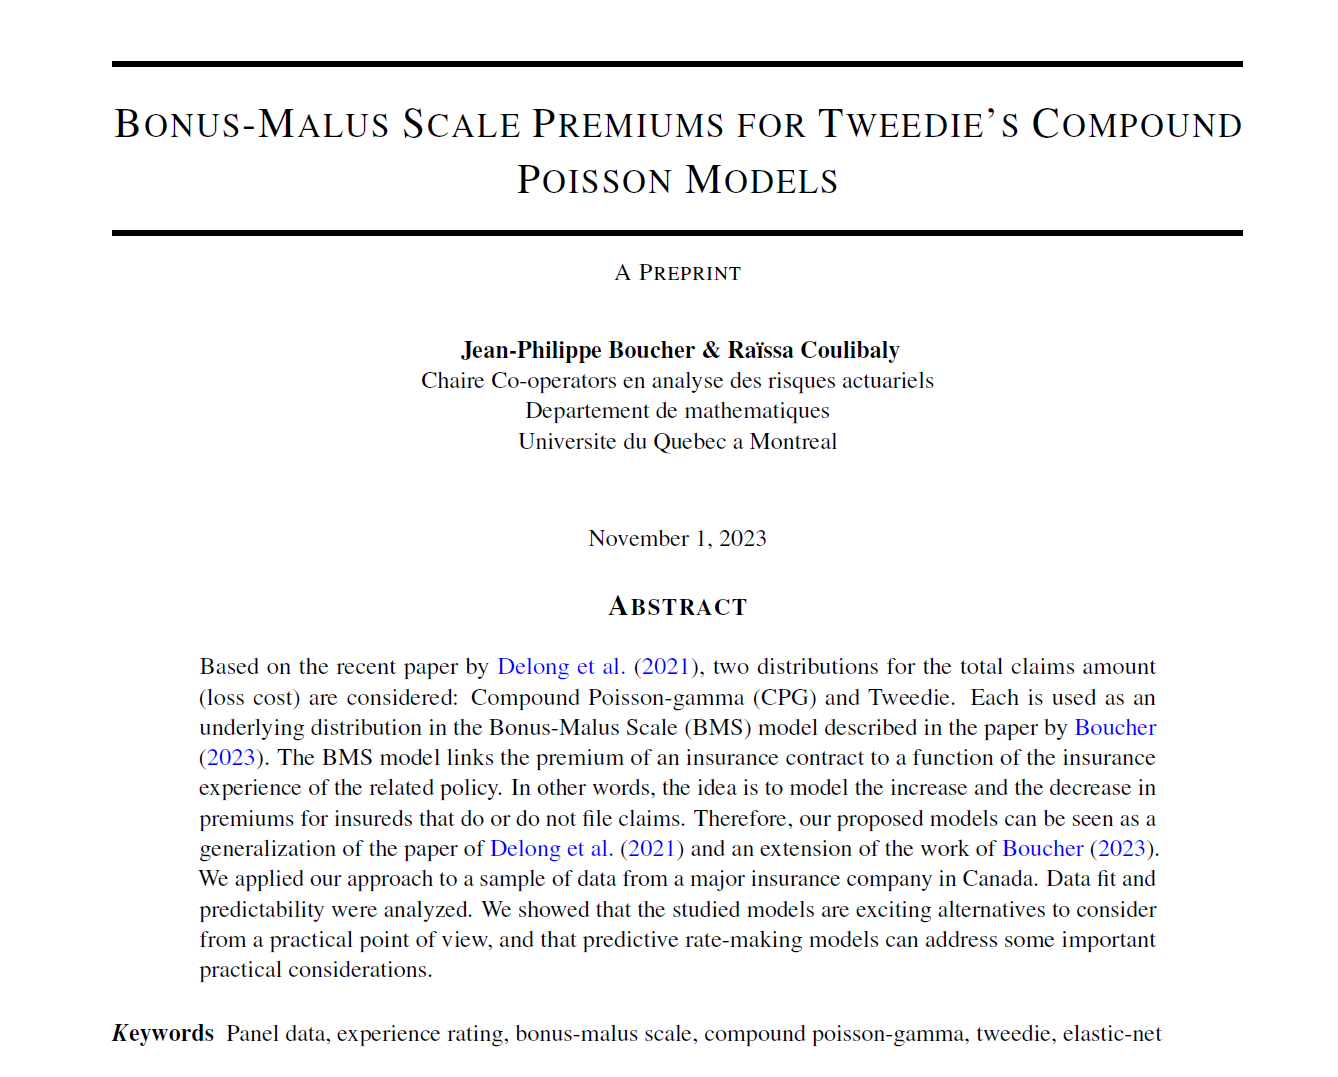 BONUS-MALUS SCALE PREMIUMS FOR TWEEDIE'S COMPOUND
POISSON MODELS
A PREPRINT
Jean-Philippe Boucher & Raïssa Coulibaly
Chaire Co-operators en analyse des risques actuariels
Departement de mathematiques
Universite du Quebec a Montreal
November 1, 2023
ABSTRACT
Based on the recent paper by Delong et al. (2021), two distributions for the total claims amount
(loss cost) are considered: Compound Poisson-gamma (CPG) and Tweedie. Each is used as an
underlying distribution in the Bonus-Malus Scale (BMS) model described in the paper by Boucher
(2023). The BMS model links the premium of an insurance contract to a function of the insurance
experience of the related policy. In other words, the idea is to model the increase and the decrease in
premiums for insureds that do or do not file claims. Therefore, our proposed models can be seen as a
generalization of the paper of Delong et al. (2021) and an extension of the work of Boucher (2023).
We applied our approach to a sample of data from a major insurance company in Canada. Data fit and
predictability were analyzed. We showed that the studied models are exciting alternatives to consider
from a practical point of view, and that predictive rate-making models can address some important
practical considerations.
Keywords Panel data, experience rating, bonus-malus scale, compound poisson-gamma, tweedie, elastic-net